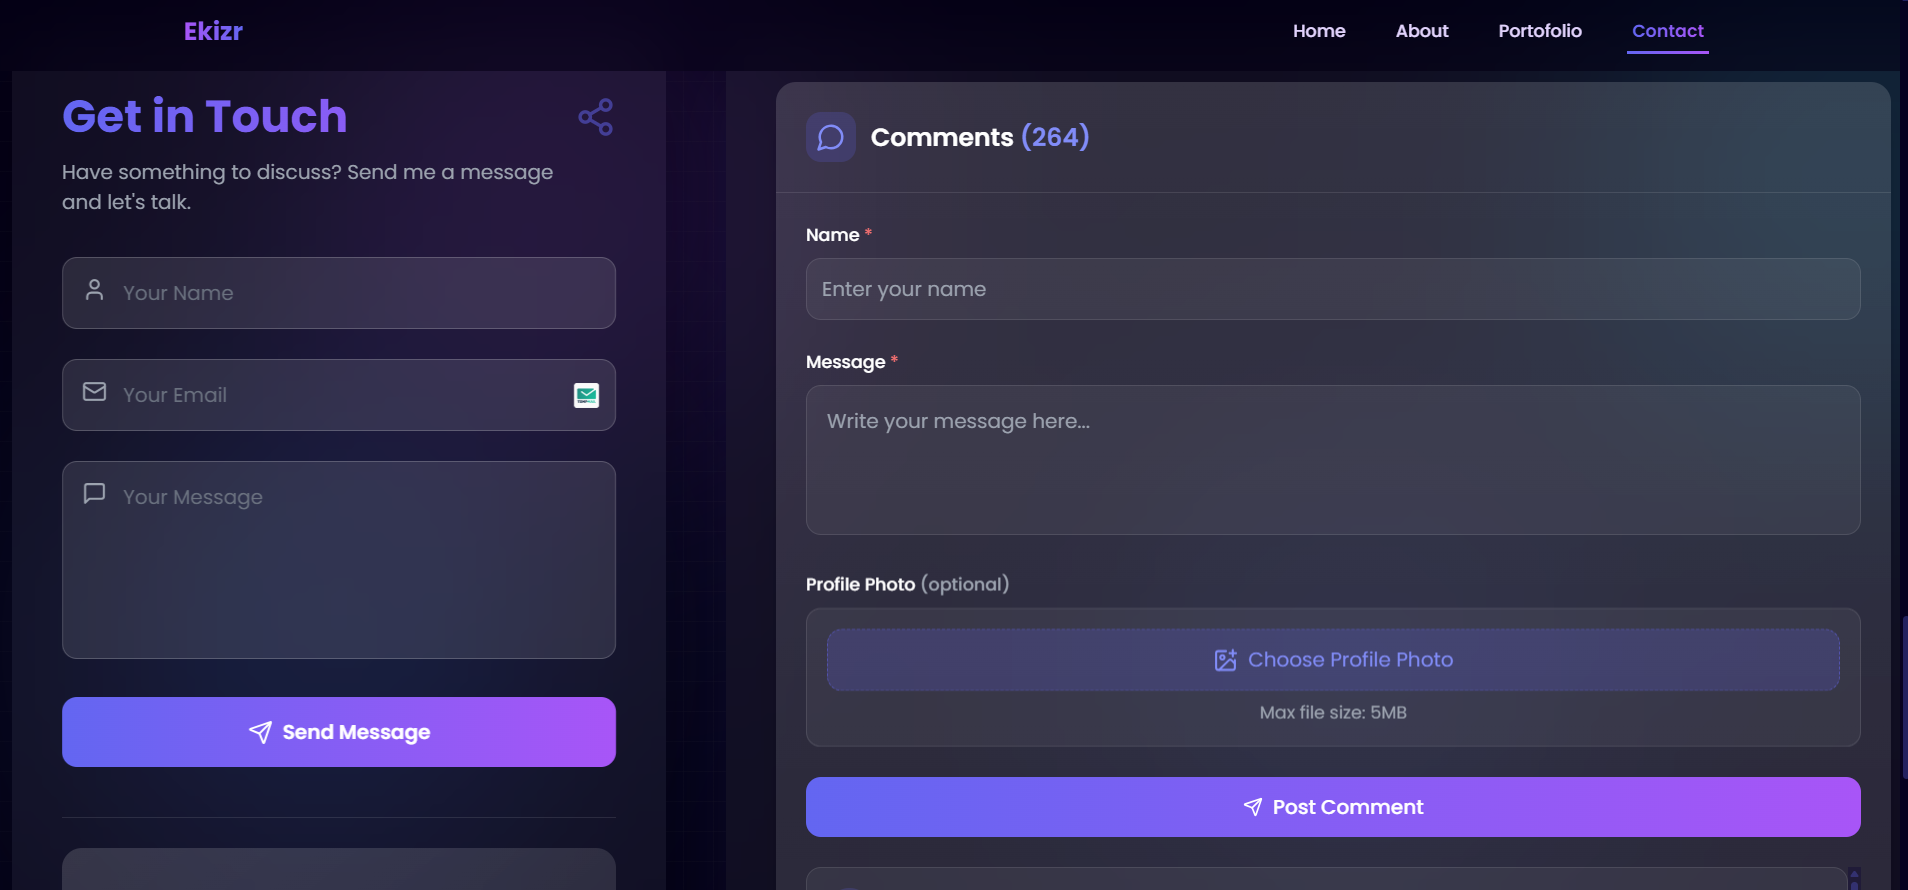 Ekizr
Home
About
Portofolio
Contact
Get in Touch
Have something to discuss? Send me a message
and let's talk.
Your Name
Your Email
Your Message
Send Message
Comments (264)
Name *
Enter your name
Message *
Write your message here...
Profile Photo (optional)
Choose Profile Photo
Max file size: 5MB
Post Comment